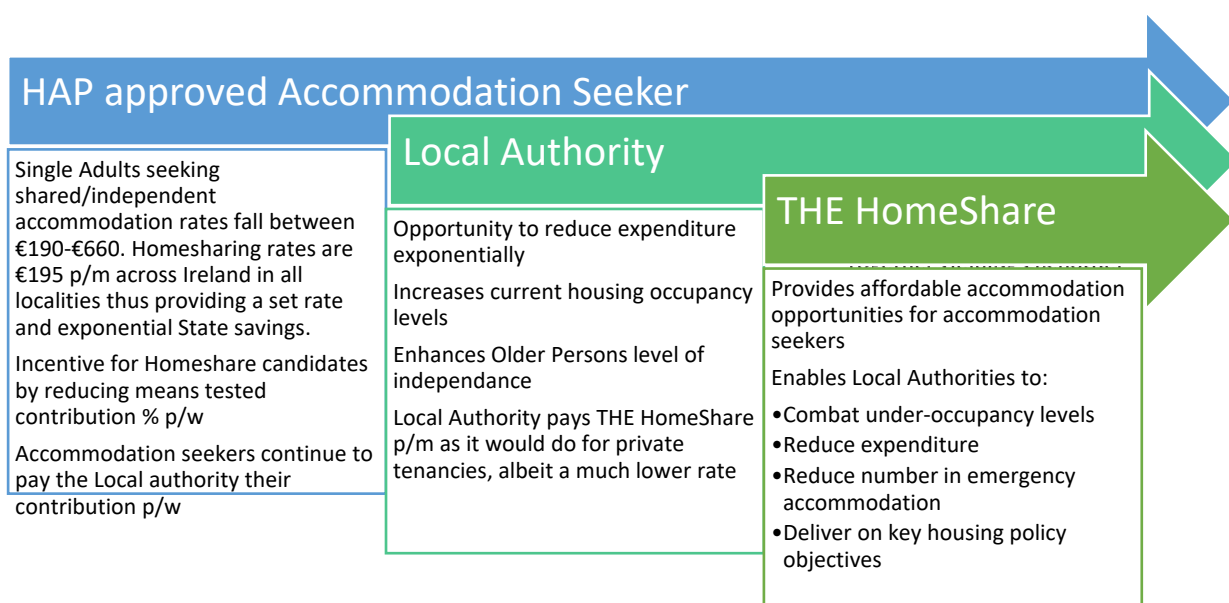 HAP approved Accommodation Seeker
Single Adults seeking
shared/independent
accommodation rates fall between
€190-€660. Homesharing rates are
€195 p/m across Ireland in all
localities thus providing a set rate
and exponential State savings.
Incentive for Homeshare candidates
by reducing means tested
contribution % p/w
Accommodation seekers continue to
pay the Local authority their
contribution p/w
Local Authority
Opportunity to reduce expenditure
exponentially
Increases current housing occupancy
levels
Enhances Older Persons level of
independance
Local Authority pays THE HomeShare
p/m as it would do for private
tenancies, albeit a much lower rate
THE HomeShare
Provides affordable accommodation
opportunities for accommodation
seekers
Enables Local Authorities to:
•Combat under-occupancy levels
•Reduce expenditure
•Reduce number in emergency
accommodation
•Deliver on key housing policy
objectives